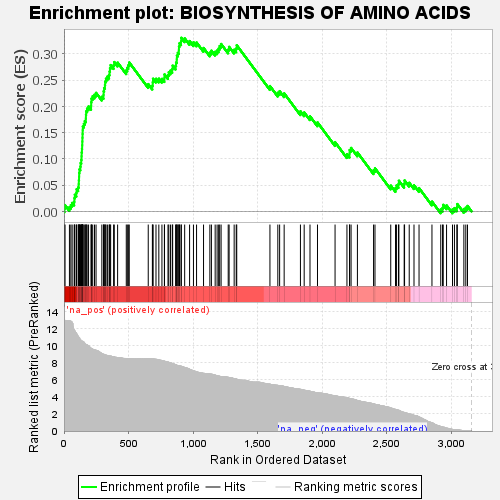 Enrichment plot: BIOSYNTHESIS OF AMINO ACIDS
Enrichment score (ES)
0.30
0.25
0.20
0.15
0.10
0.05
0.00
'na_pos' (positively correlated)
Ranked list metric (PreRanked)
14
12
10
8
6
4
2
0
Zero cross at 3
'na_neg' (negatively correlated)
0
500
1,000
1,500
2,000
2,500
3,000
Rank in Ordered Dataset
Enrichment profile
Hits
Ranking metric scores